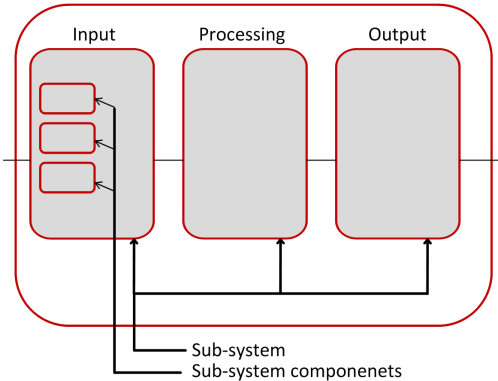 Input
Processing
Output
Sub-system
Sub-system componenets